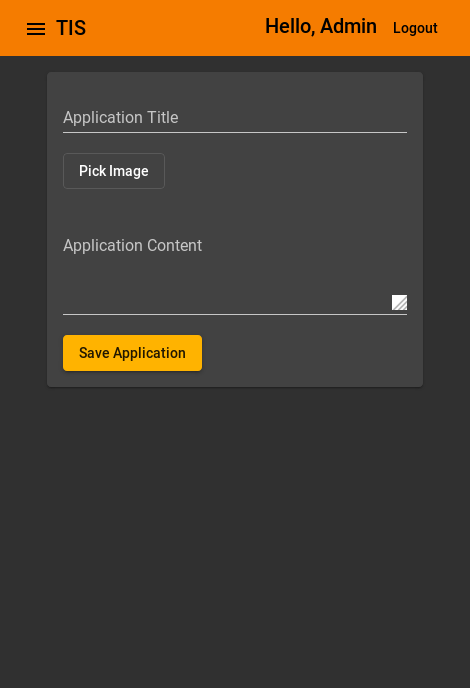 TIS Hello, Admin Logout
Application Title
Pick Image
Application Content
Save Application